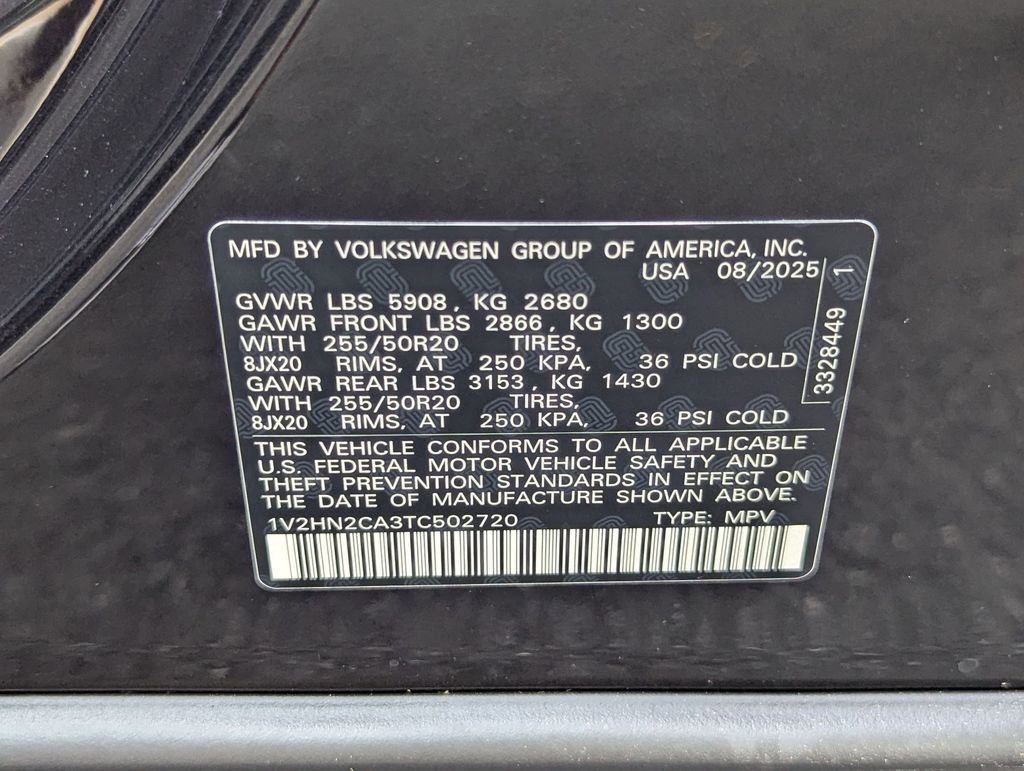 MFD BY VOLKSWAGEN GROUP OF AMERICA, INC.
USA 08/2025
GVWR LBS 5908, KG 2680
GAWR FRONT LBS 2866, KG 1300
WITH 255/50R20 TIRES,
8JX20 RIMS, AT 250 KPA, 36 PSI COLD
GAWR REAR LBS 3153, KG 1430
WITH 255/50R20 TIRES,
8JX20 RIMS, AT 250 KPA, 36 PSI COLD
3328449 1
THIS VEHICLE CONFORMS TO ALL APPLICABLE
U.S. FEDERAL MOTOR VEHICLE SAFETY AND
THEFT PREVENTION STANDARDS IN EFFECT ON
THE DATE OF MANUFACTURE SHOWN ABOVE.
1V2HN2CA3TC502720 TYPE: MPV